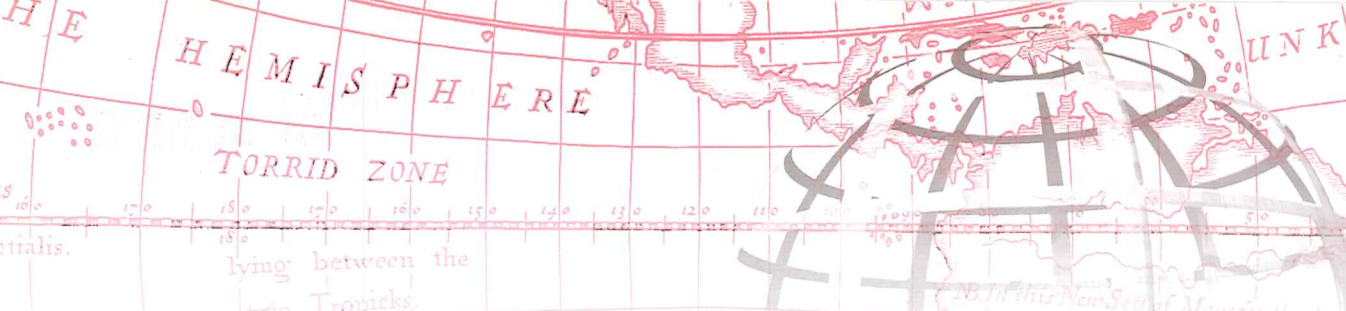 HE
HEMISPHERE
UNK
TORRID ZONE
160 170 180 170 160 150 140 130 120 110 50
180
tialis.
lying between the
Tropicks.
NB In this New Sett of